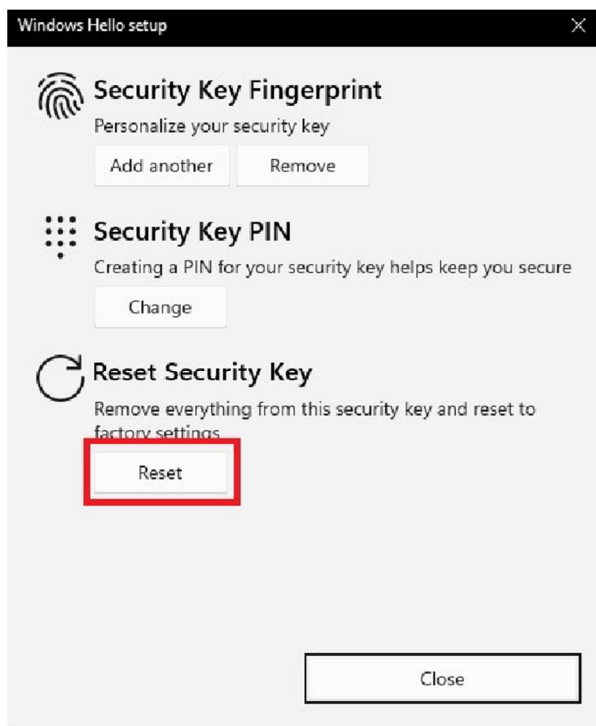 Windows Hello setup
Security Key Fingerprint
Personalize your security key
Add another Remove
Security Key PIN
Creating a PIN for your security key helps keep you secure
Change
Reset Security Key
Remove everything from this security key and reset to
factory settings
Reset
Close